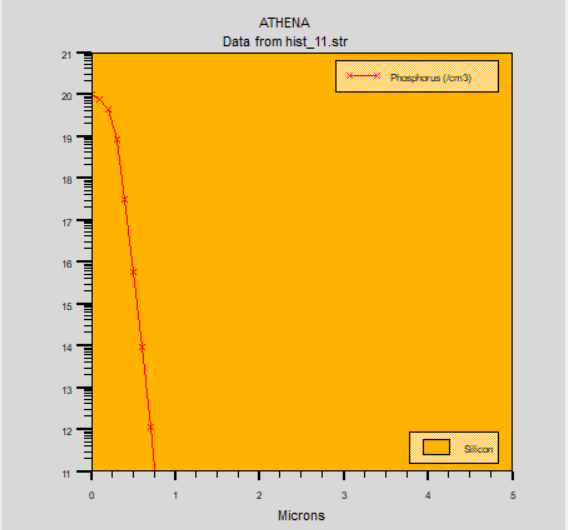 ATHENA
Data from hist_11.str
Phosphorus (/cm3)
21
20
19
18
17
16
15
14
13
12
11
Silicon
0 1 2 3 4 5
Microns